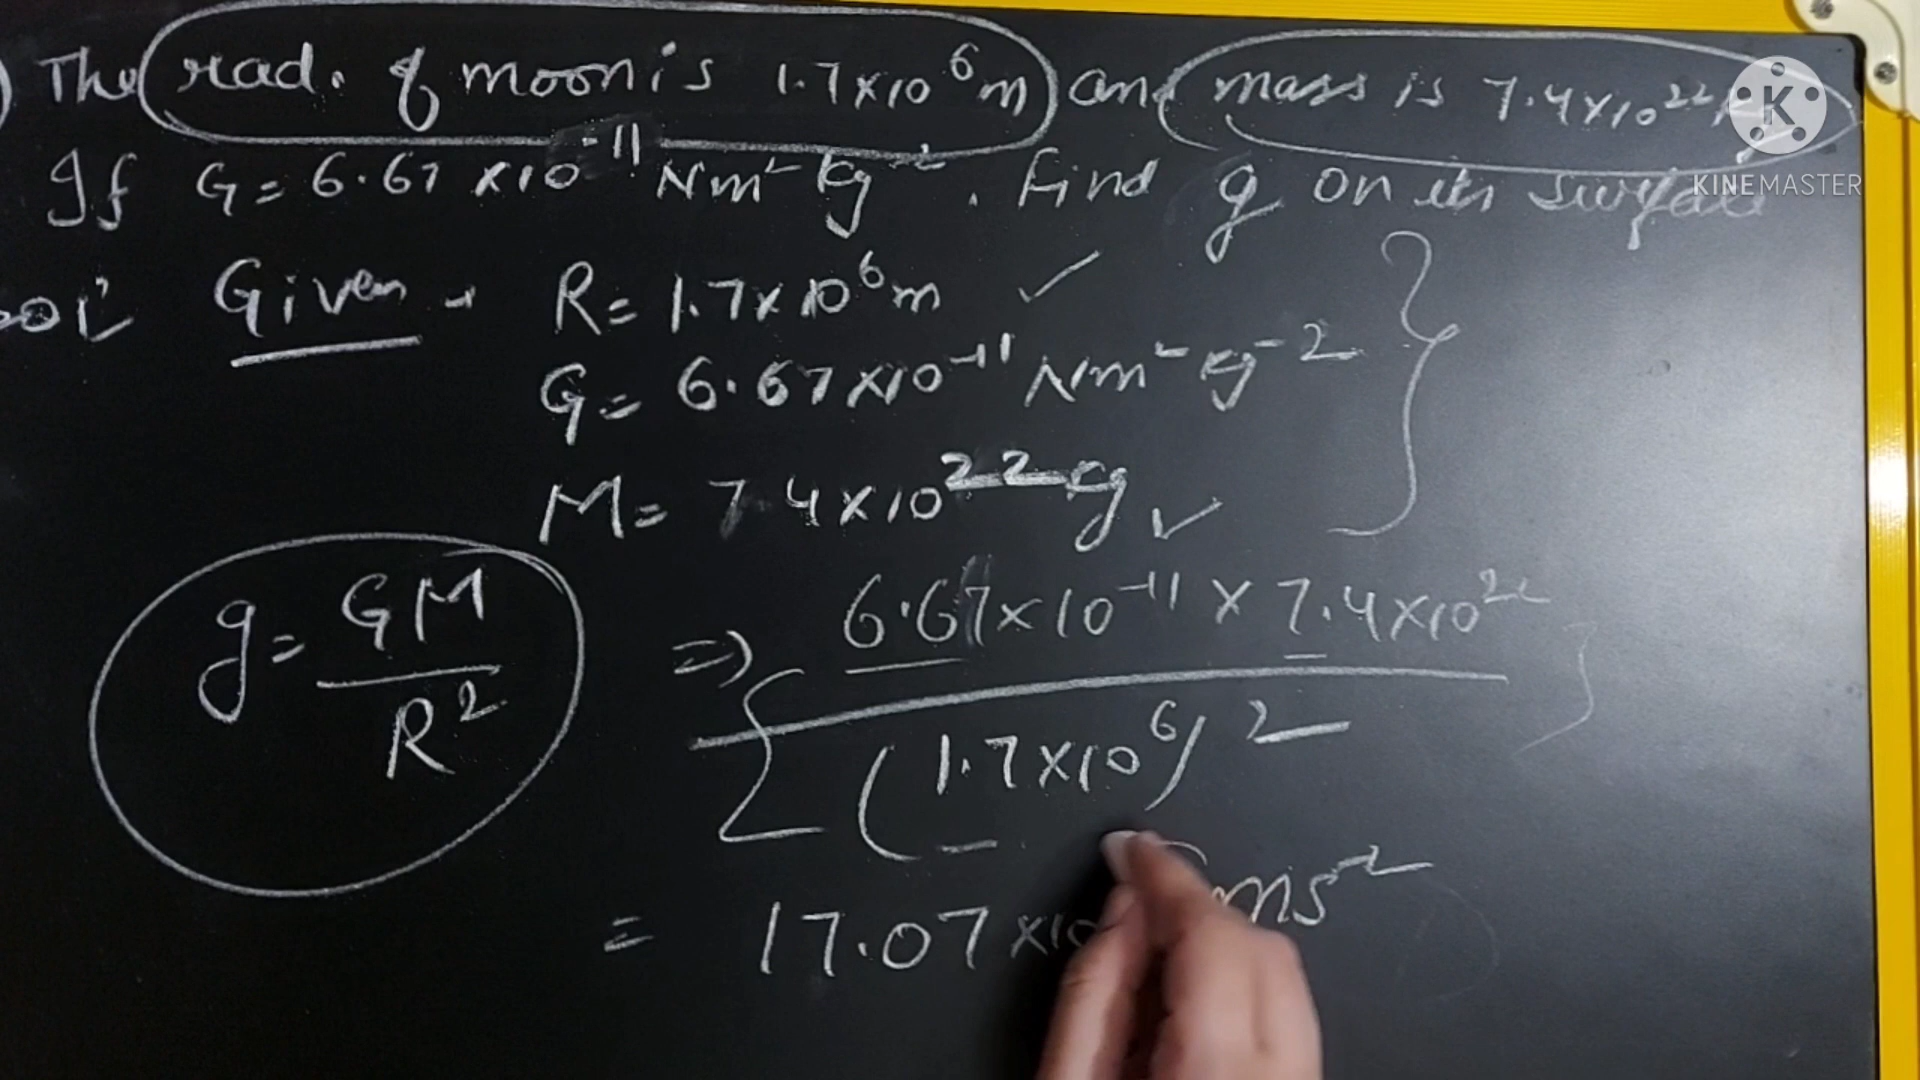 The rad. of moon is 1.7×10⁶m and mass is 7.4×10²²
If G = 6.67 ×10⁻¹¹ Nm² Kg⁻². Find g on its surface
Given - R = 1.7×10⁶m ✓
G = 6.67×10⁻¹¹ Nm² Kg⁻²
M = 7.4×10²² Kg ✓
g = GM / R²
=> 6.67×10⁻¹¹ × 7.4×10²²
(1.7×10⁶)²
= 17.07 ×10 ms⁻²
K
KINEMASTER